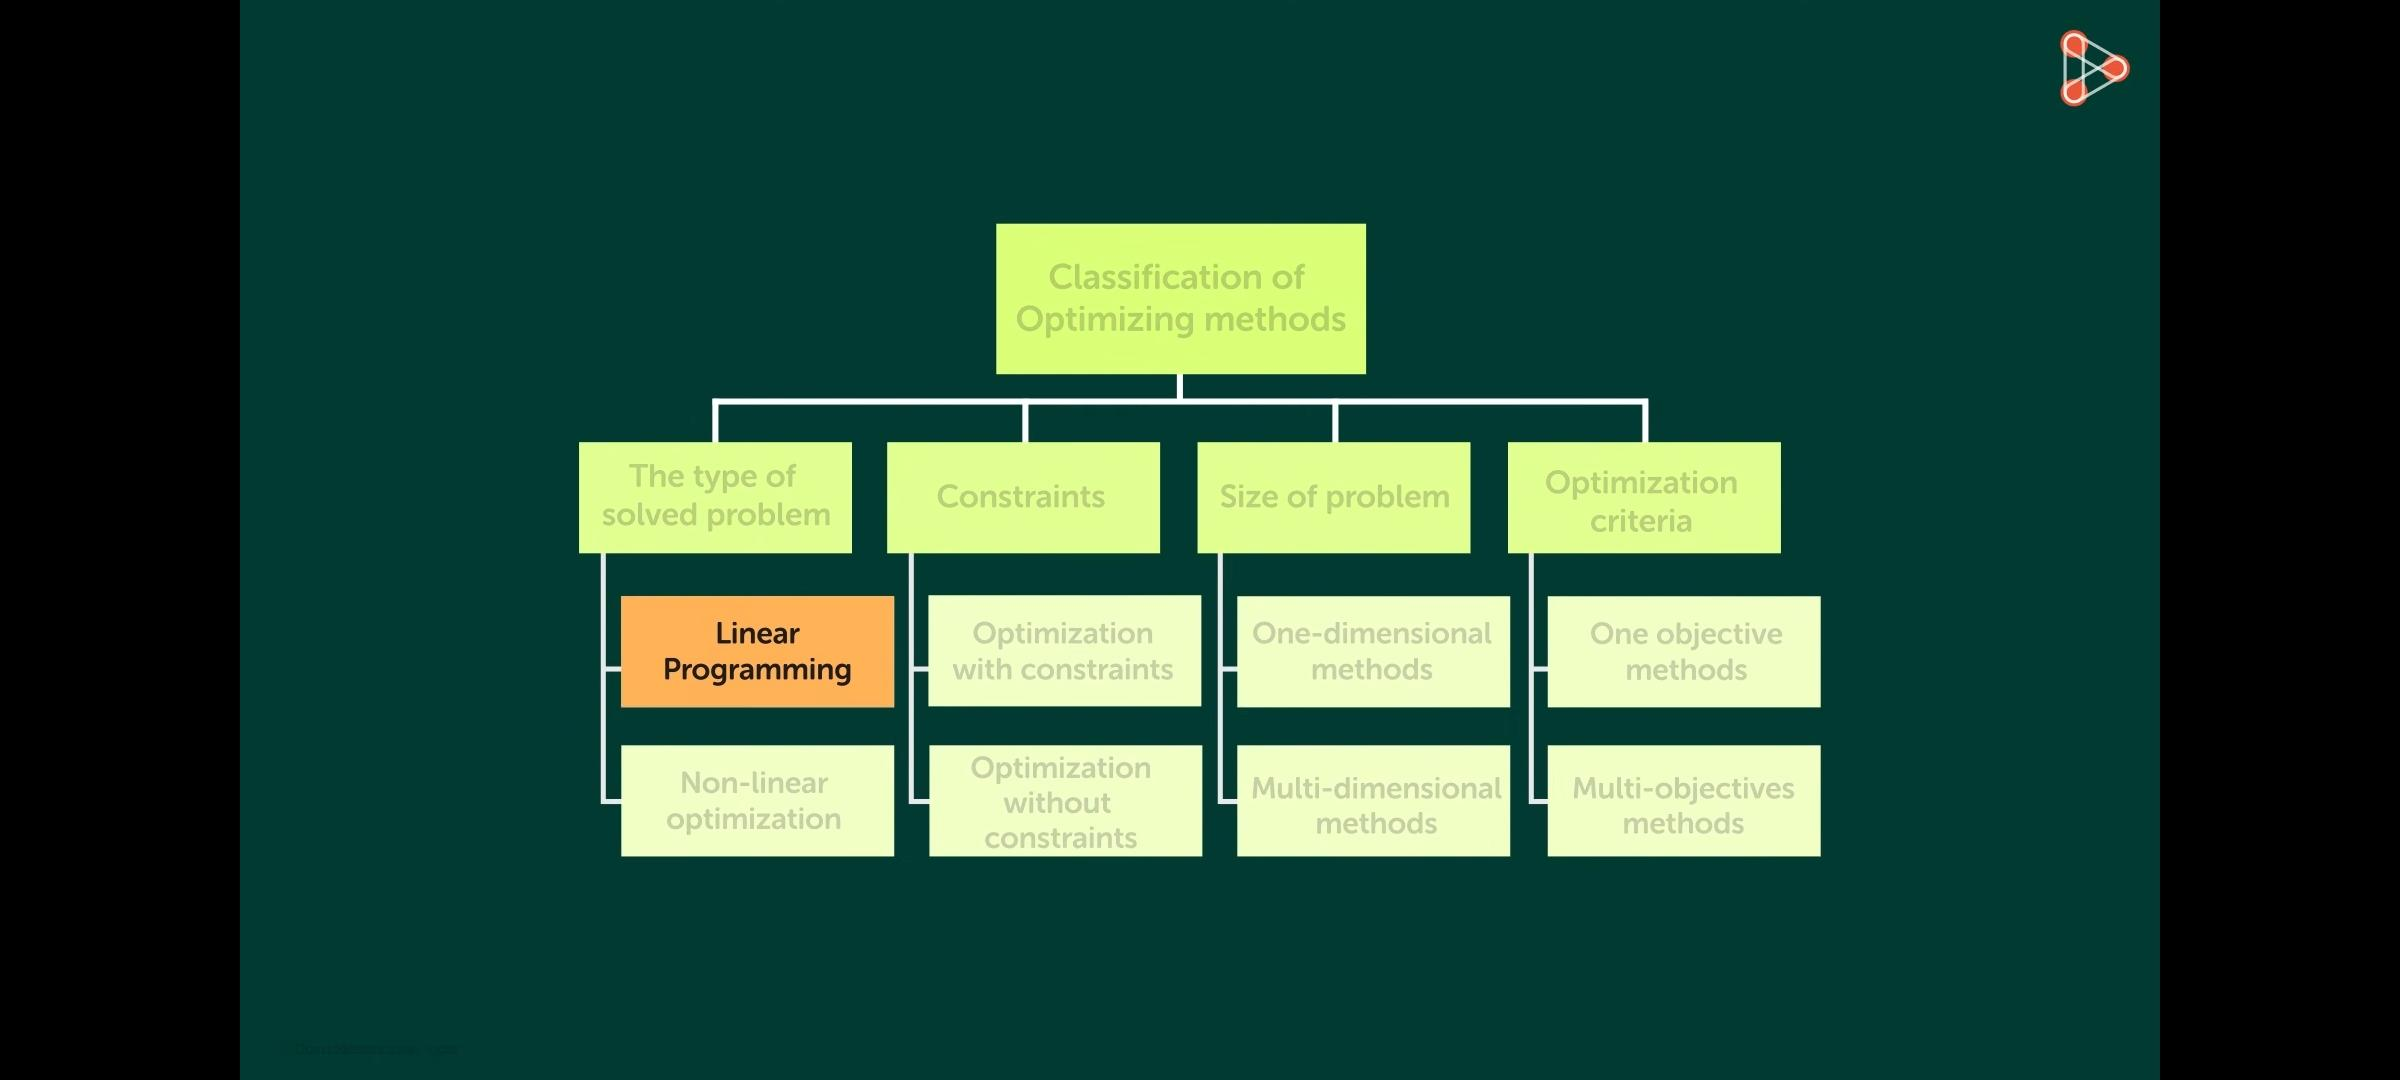 Classification of
Optimizing methods
The type of
solved problem
Constraints
Size of problem
Optimization
criteria
Linear
Programming
Optimization
with constraints
One-dimensional
methods
One objective
methods
Non-linear
optimization
Optimization
without
constraints
Multi-dimensional
methods
Multi-objectives
methods